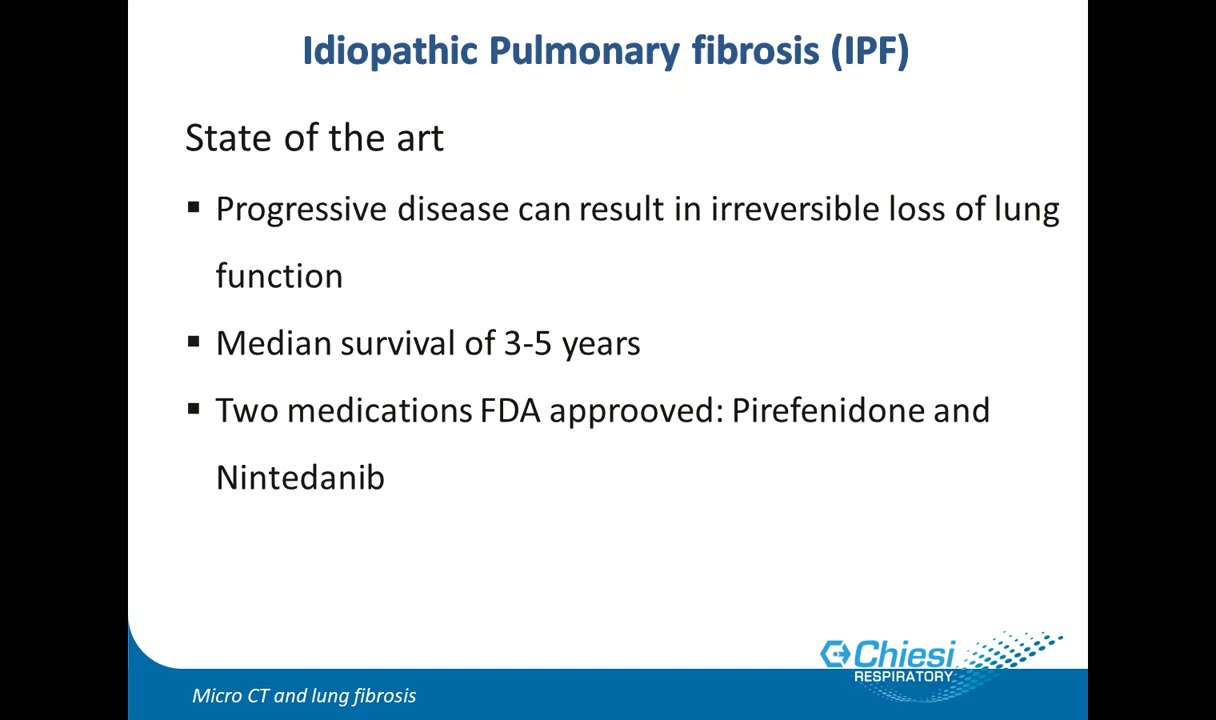 Idiopathic Pulmonary fibrosis (IPF)
State of the art
▪ Progressive disease can result in irreversible loss of lung
function
▪ Median survival of 3-5 years
▪ Two medications FDA approoved: Pirefenidone and
Nintedanib
Chiesi
RESPIRATORY
Micro CT and lung fibrosis